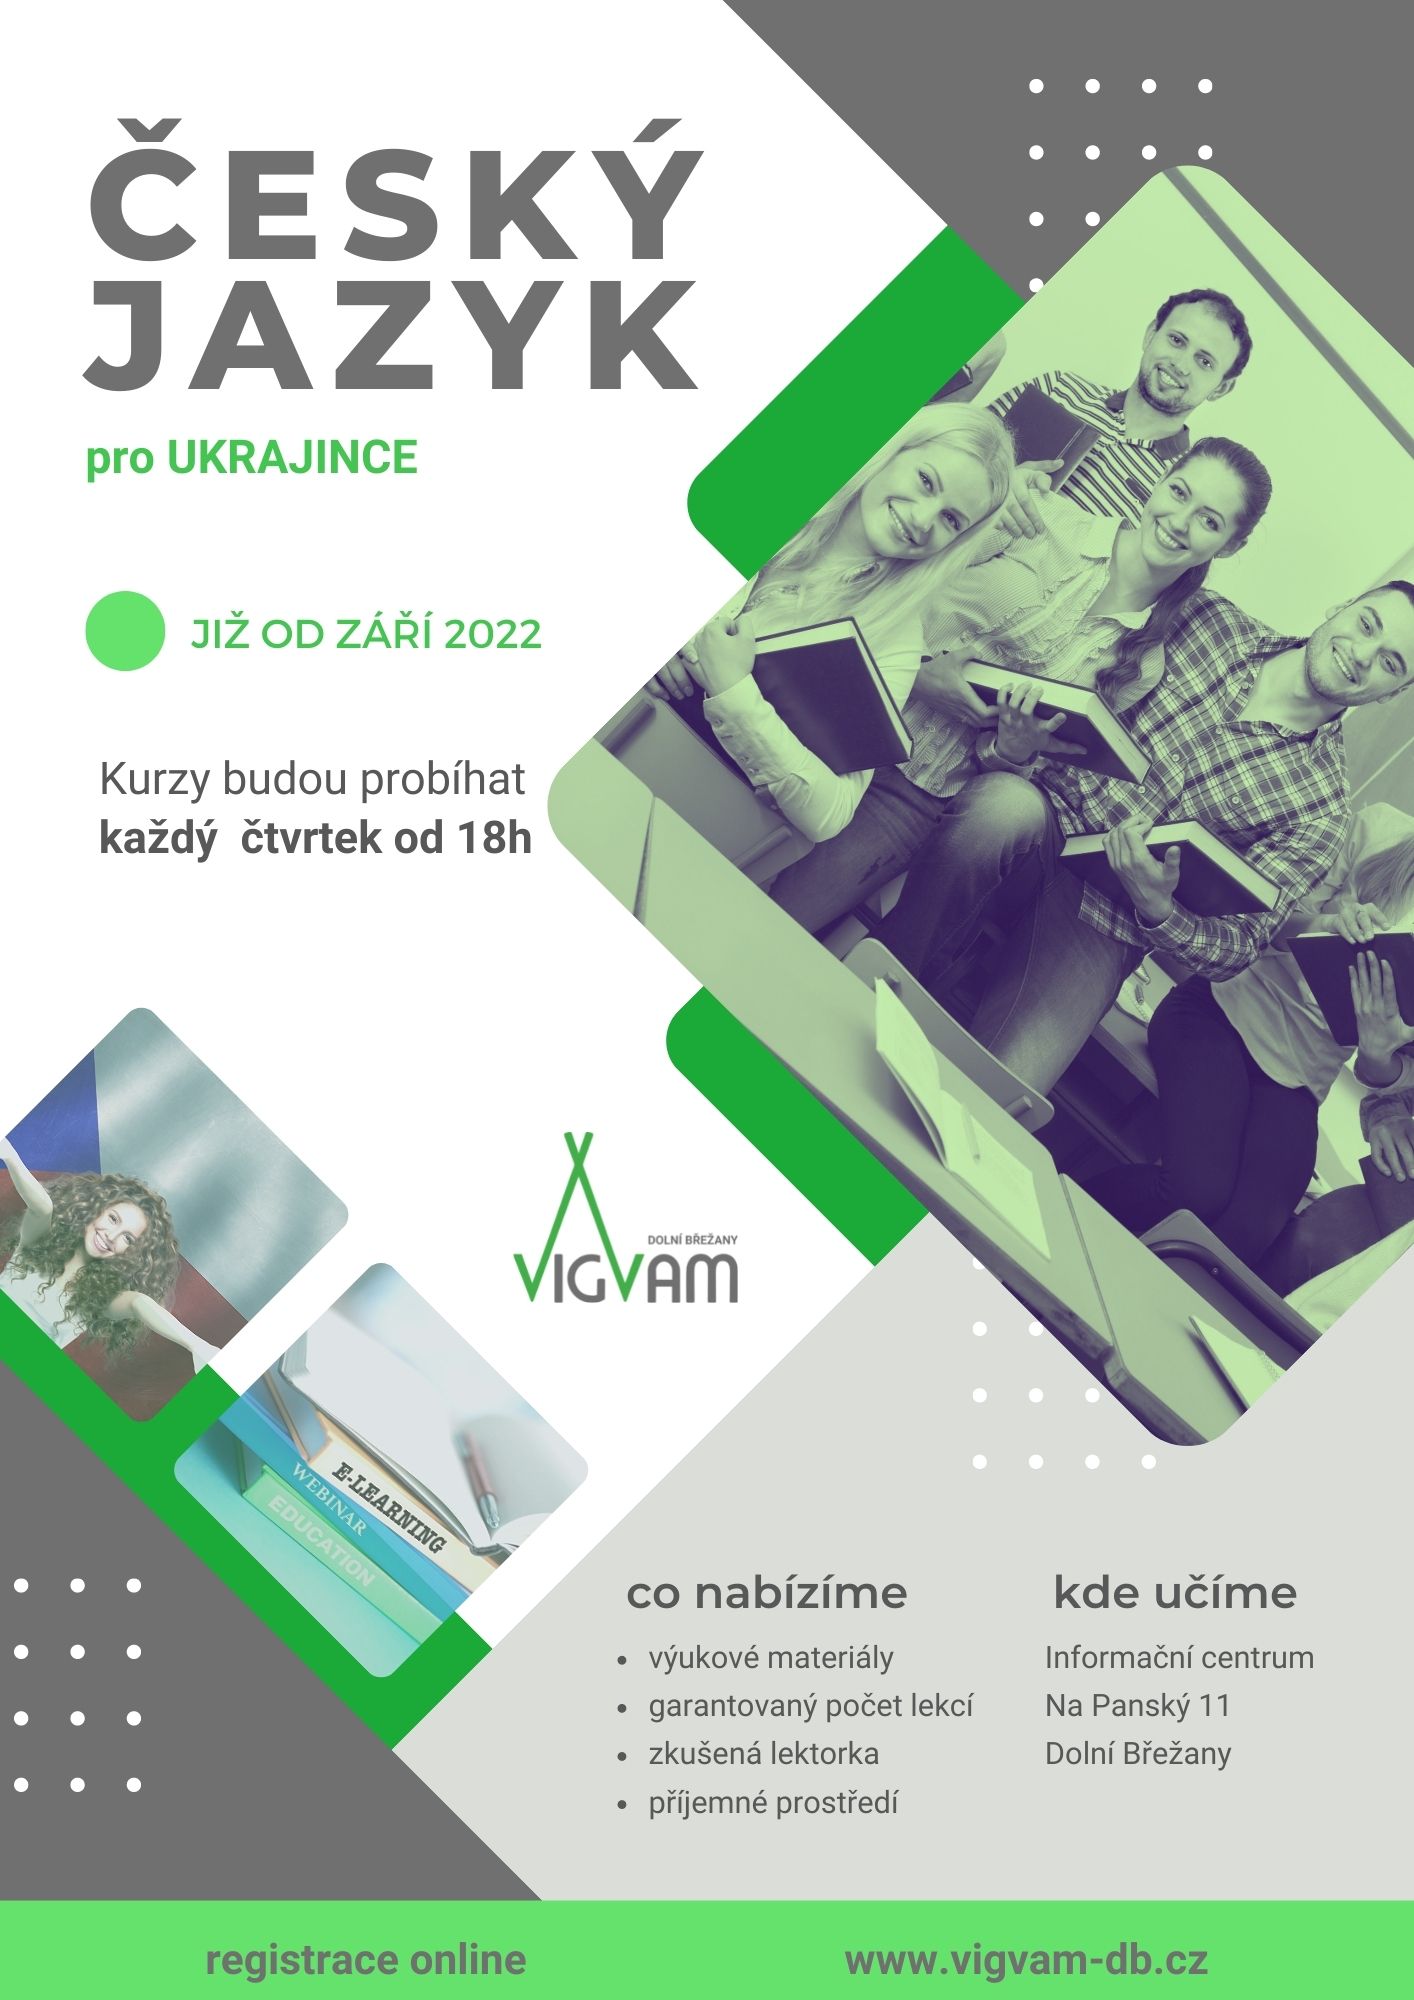 ČESKÝ
JAZYK
pro UKRAJINCE
JIŽ OD ZÁŘÍ 2022
Kurzy budou probíhat
každý čtvrtek od 18h
DOLNÍ BŘEŽANY
VIGVAM
E-LEARNING
WEBINAR
EDUCATION
co nabízíme
• výukové materiály
• garantovaný počet lekcí
• zkušená lektorka
• příjemné prostředí
kde učíme
Informační centrum
Na Panský 11
Dolní Břežany
registrace online
www.vigvam-db.cz